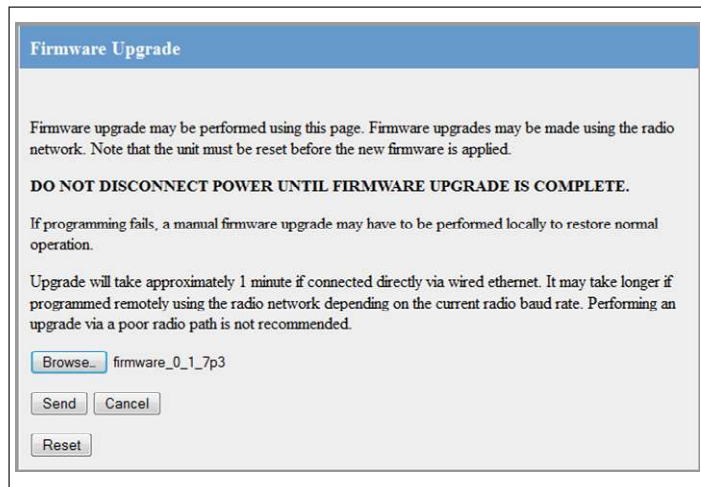 Firmware Upgrade
Firmware upgrade may be performed using this page. Firmware upgrades may be made using the radio
network. Note that the unit must be reset before the new firmware is applied.
DO NOT DISCONNECT POWER UNTIL FIRMWARE UPGRADE IS COMPLETE.
If programming fails, a manual firmware upgrade may have to be performed locally to restore normal
operation.
Upgrade will take approximately 1 minute if connected directly via wired ethernet. It may take longer if
programmed remotely using the radio network depending on the current radio baud rate. Performing an
upgrade via a poor radio path is not recommended.
Browse... firmware_0_1_7p3
Send Cancel
Reset